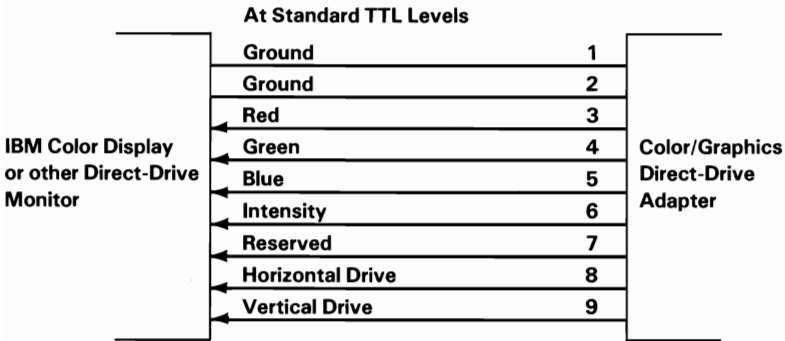 At Standard TTL Levels
Ground 1
Ground 2
Red 3
IBM Color Display
or other Direct-Drive
Monitor
Green 4
Blue 5
Intensity 6
Reserved 7
Horizontal Drive 8
Vertical Drive 9
Color/Graphics
Direct-Drive
Adapter